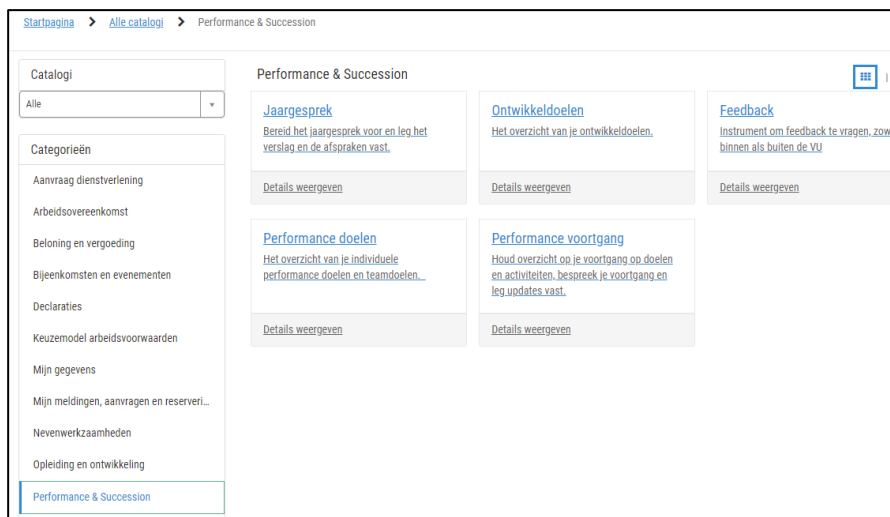 Startpagina > Alle catalogi > Performance & Succession
Catalogi
Alle
Categorieën
Aanvraag dienstverlening
Arbeidsovereenkomst
Beloning en vergoeding
Bijeenkomsten en evenementen
Declaraties
Keuzemodel arbeidsvoorwaarden
Mijn gegevens
Mijn meldingen, aanvragen en reserveri...
Nevenwerkzaamheden
Opleiding en ontwikkeling
Performance & Succession
Performance & Succession
Jaargesprek
Bereid het jaargesprek voor en leg het
verslag en de afspraken vast.
Details weergeven
Ontwikkeldoelen
Het overzicht van je ontwikkeldoelen.
Details weergeven
Feedback
Instrument om feedback te vragen, zow
binnen als buiten de VU
Details weergeven
Performance doelen
Het overzicht van je individuele
performance doelen en teamdoelen.
Details weergeven
Performance voortgang
Houd overzicht op je voortgang op doelen
en activiteiten, bespreek je voortgang en
leg updates vast.
Details weergeven